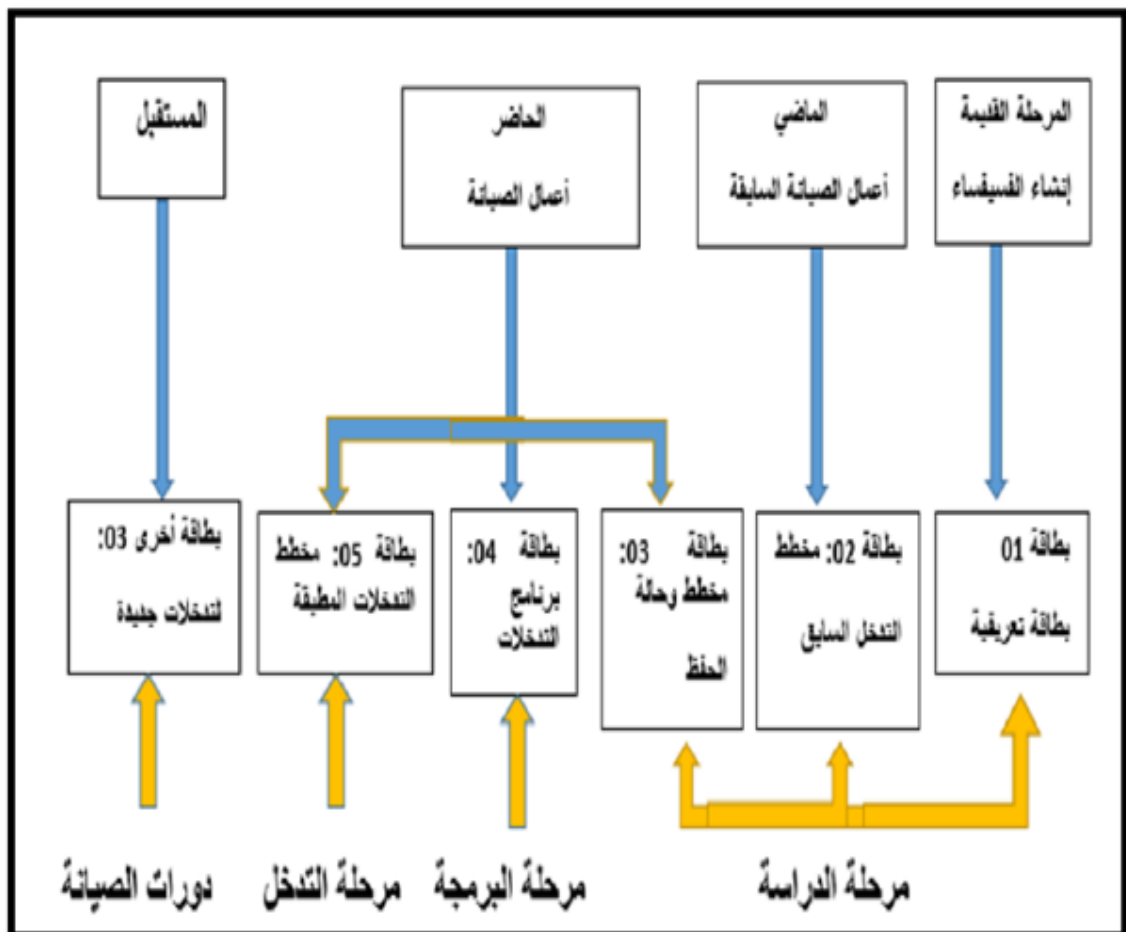 المرحلة القديمة
إنشاء الفسيفساء
الماضي
أعمال الصيانة السابقة
الحاضر
أعمال الصيانة
المستقبل
بطاقة 01
بطاقة تعريفية
بطاقة 02: مخطط
التدخل السابق
بطاقة 03:
مخطط وحالة
الحفظ
بطاقة 04:
برنامج
التدخلات
بطاقة 05: مخطط
التدخلات المطبقة
بطاقة أخرى 03:
لتدخلات جديدة
مرحلة الدراسة
مرحلة البرمجة
مرحلة التدخل
دورات الصيانة